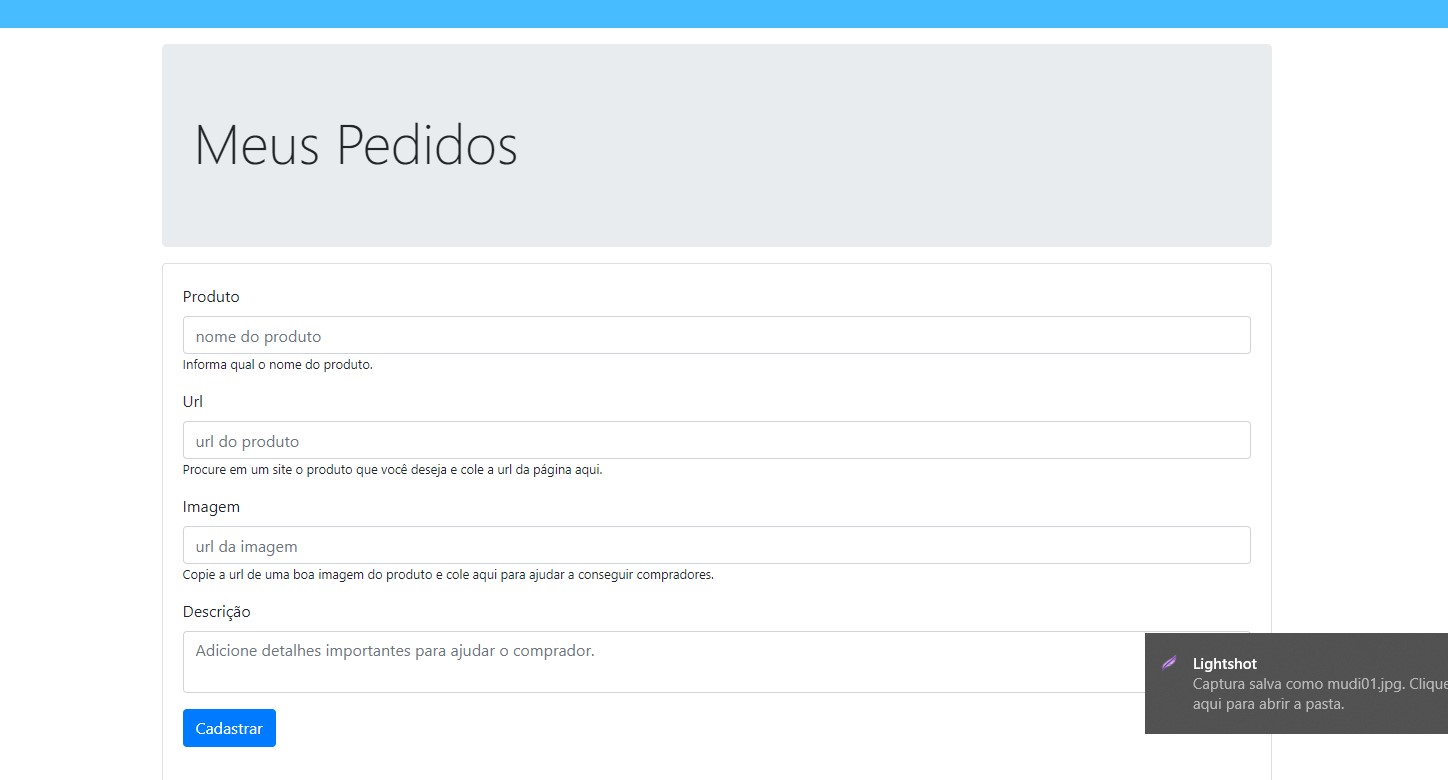 Meus Pedidos
Produto
nome do produto
Informa qual o nome do produto.
Url
url do produto
Procure em um site o produto que você deseja e cole a url da página aqui.
Imagem
url da imagem
Copie a url de uma boa imagem do produto e cole aqui para ajudar a conseguir compradores.
Descrição
Adicione detalhes importantes para ajudar o comprador.
Cadastrar
Lightshot
Captura salva como mudi01.jpg. Clique
aqui para abrir a pasta.